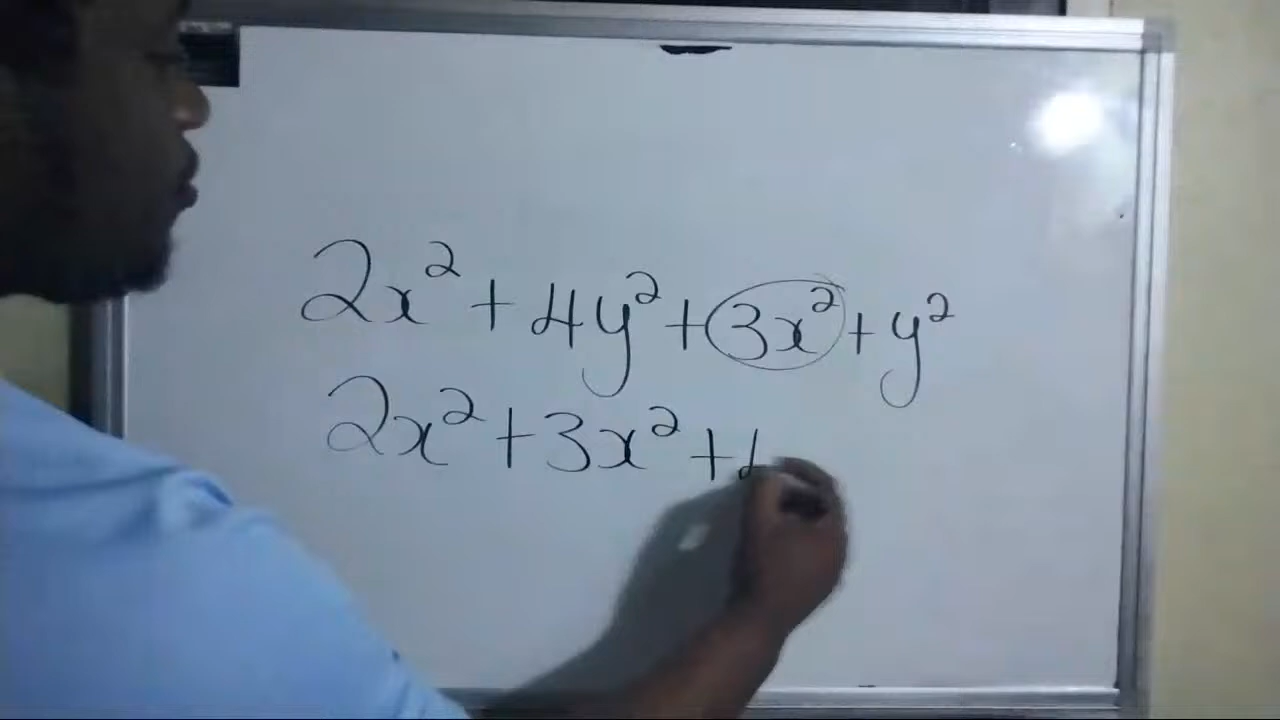 2x² + 4y² + 3x² + y²
2x² + 3x² + 4